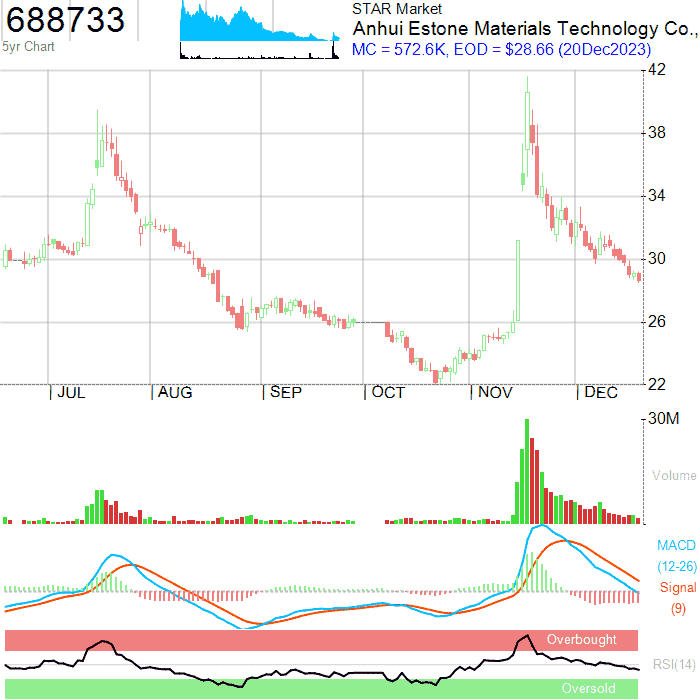 688733
5yr Chart
STAR Market
Anhui Estone Materials Technology Co.,
MC = 572.6K, EOD = $28.66 (20Dec2023)
42
38
34
30
26
22
JUL
AUG
SEP
OCT
NOV
DEC
30M
Volume
MACD
(12-26)
Signal
(9)
Overbought
RSI(14)
Oversold